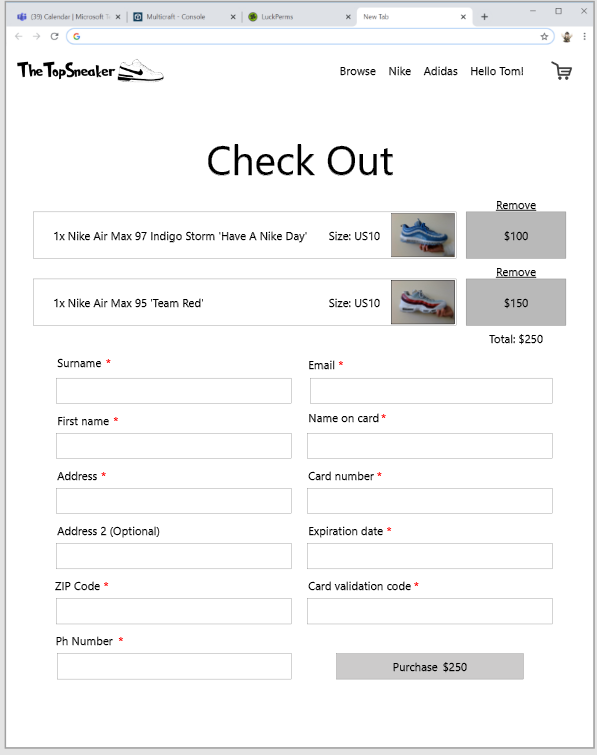 (39) Calendar | Microsoft T
Multicraft - Console
LuckPerms
New Tab
TheTopSneaker
Browse
Nike
Adidas
Hello Tom!
Check Out
Remove
1x Nike Air Max 97 Indigo Storm 'Have A Nike Day'
Size: US10
$100
Remove
1x Nike Air Max 95 'Team Red'
Size: US10
$150
Total: $250
Surname *
Email *
First name *
Name on card *
Address *
Card number *
Address 2 (Optional)
Expiration date *
ZIP Code *
Card validation code *
Ph Number *
Purchase $250